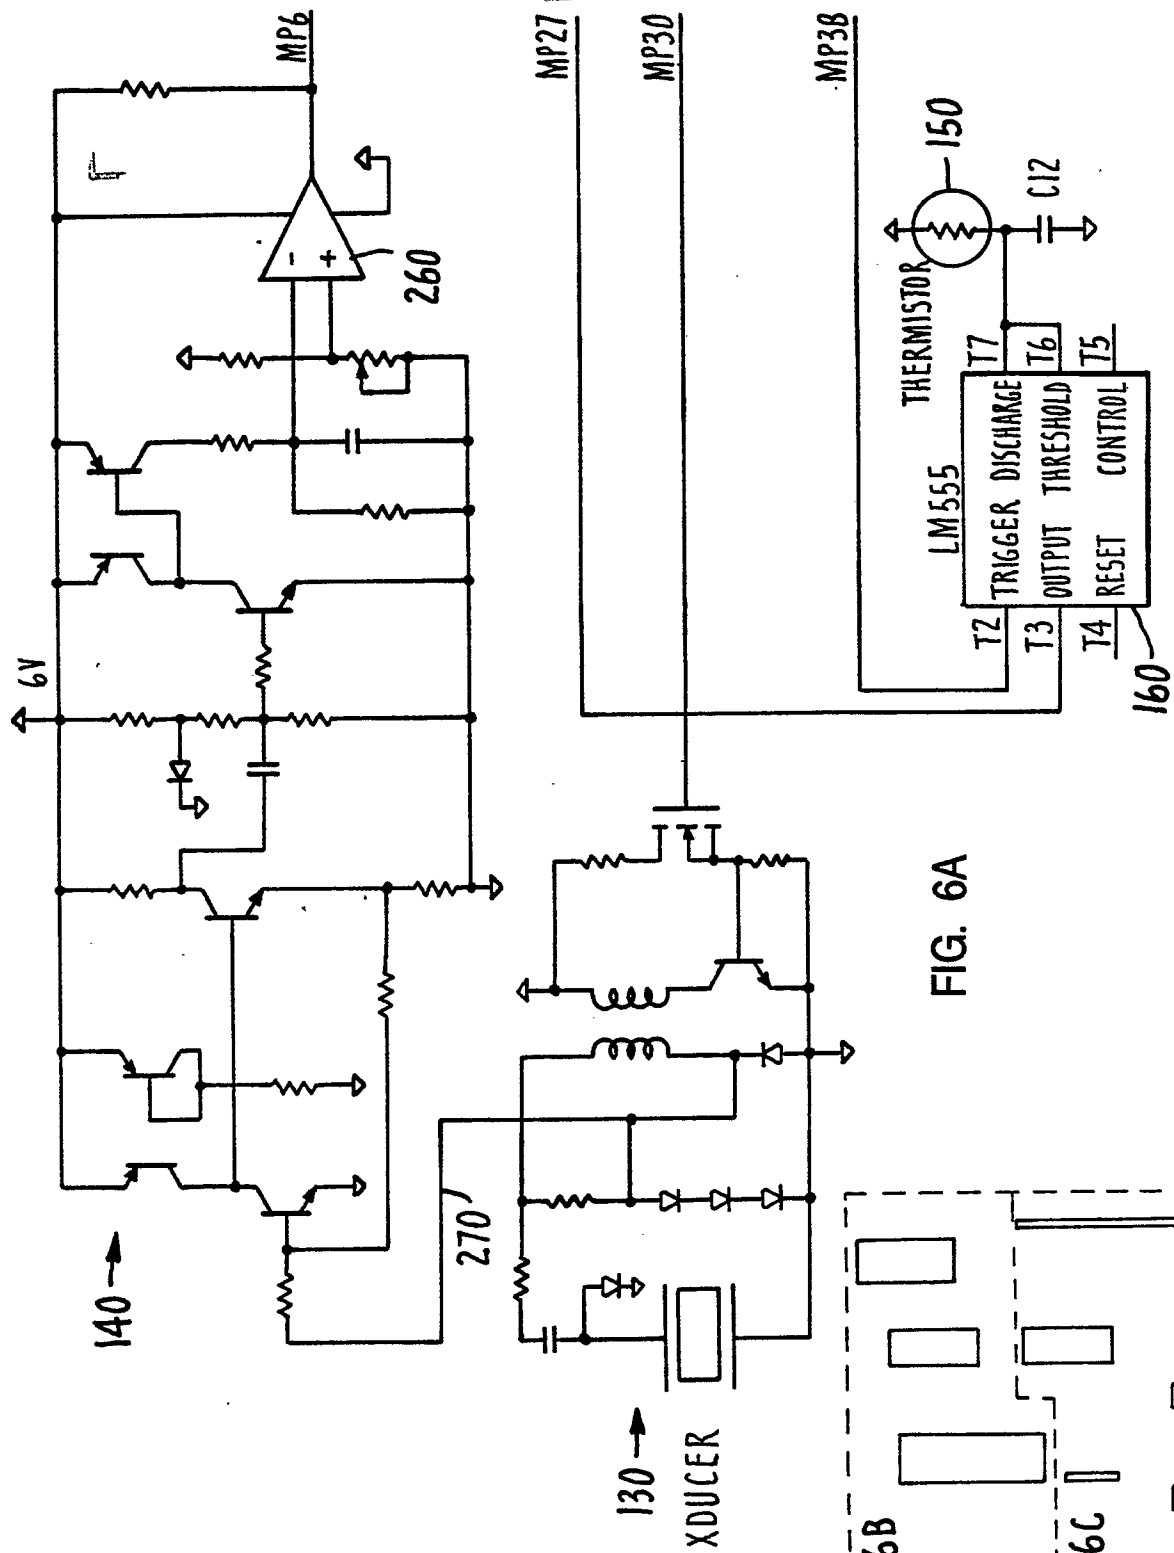 6V
MP6
260
140
270
130
XDUCER
MP27
MP30
MP38
150
THERMISTOR
C12
LM555
T2 TRIGGER DISCHARGE T7
T3 OUTPUT THRESHOLD T6
T4 RESET CONTROL T5
160
FIG. 6A
6B
6C